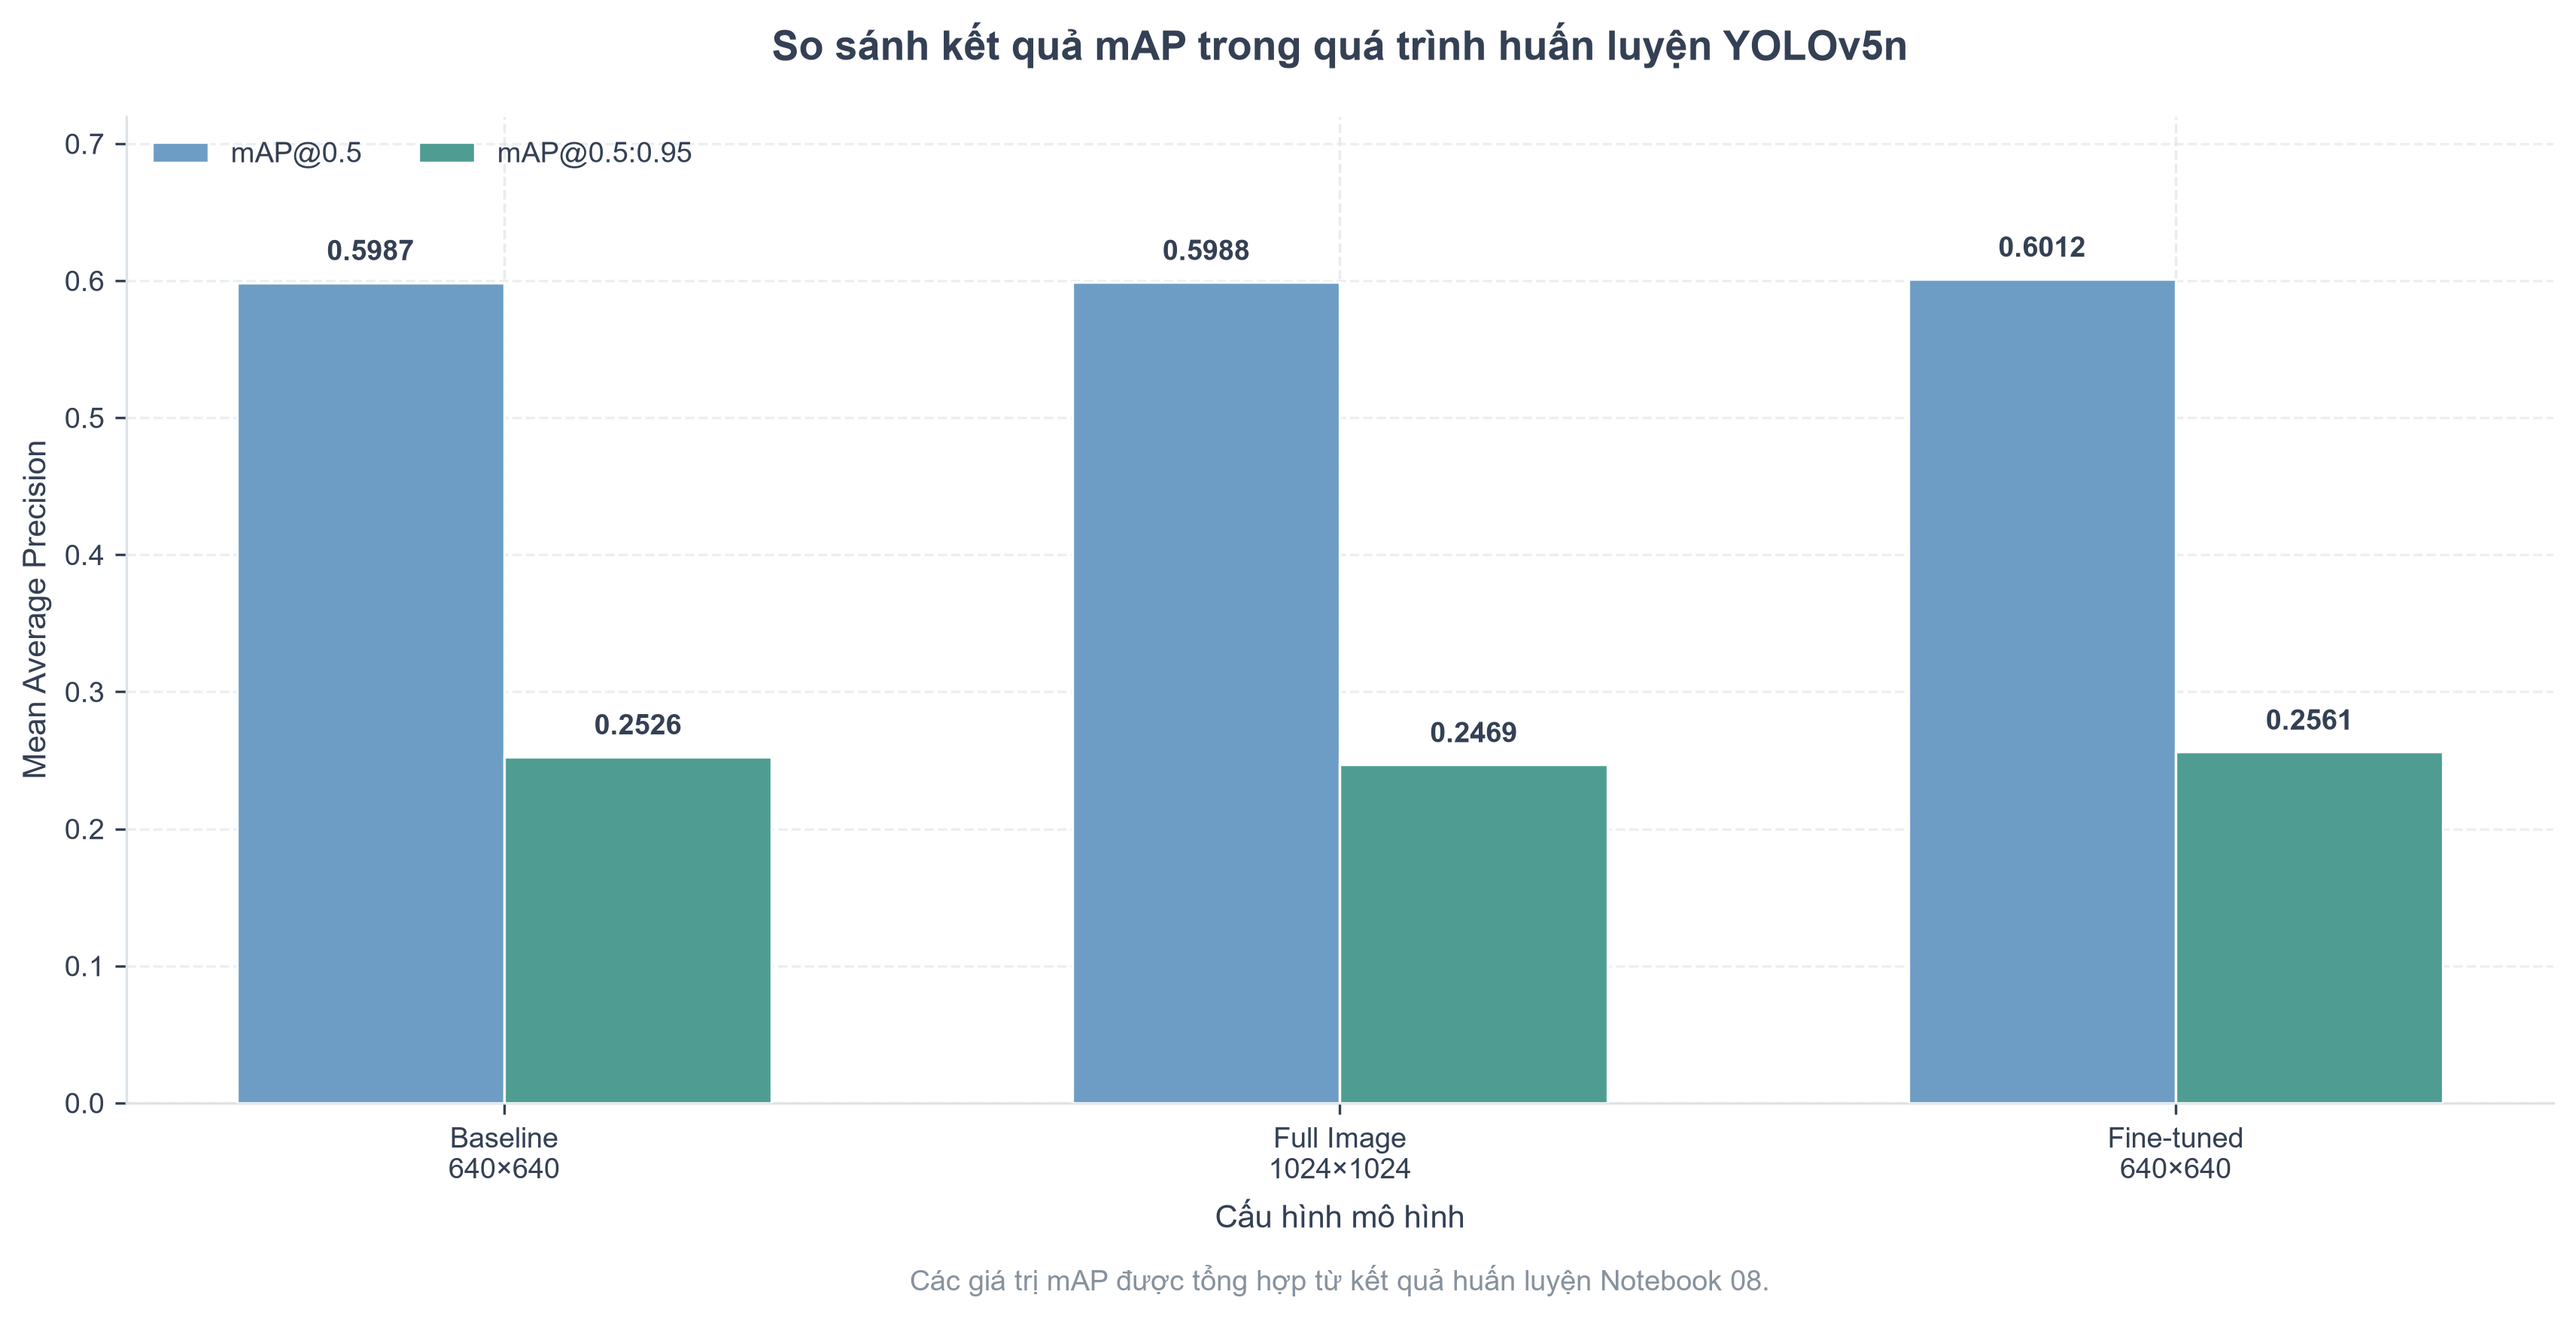 So sánh kết quả mAP trong quá trình huấn luyện YOLOv5n
mAP@0.5
mAP@0.5:0.95
Mean Average Precision
0.7
0.6
0.5
0.4
0.3
0.2
0.1
0.0
0.5987
0.2526
0.5988
0.2469
0.6012
0.2561
Baseline
640×640
Full Image
1024×1024
Fine-tuned
640×640
Cấu hình mô hình
Các giá trị mAP được tổng hợp từ kết quả huấn luyện Notebook 08.